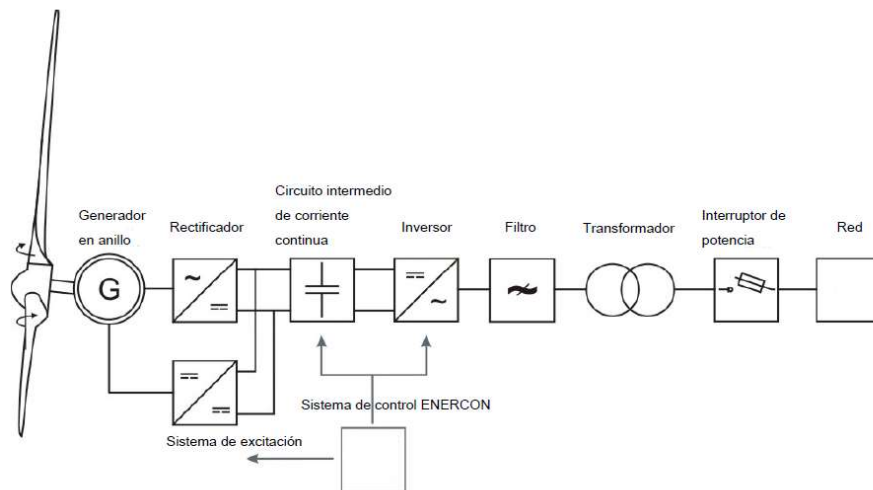 Generador
en anillo
Rectificador
Circuito intermedio
de corriente
continua
Inversor
Filtro
Transformador
Interruptor de
potencia
Red
G
Sistema de control ENERCON
Sistema de excitación